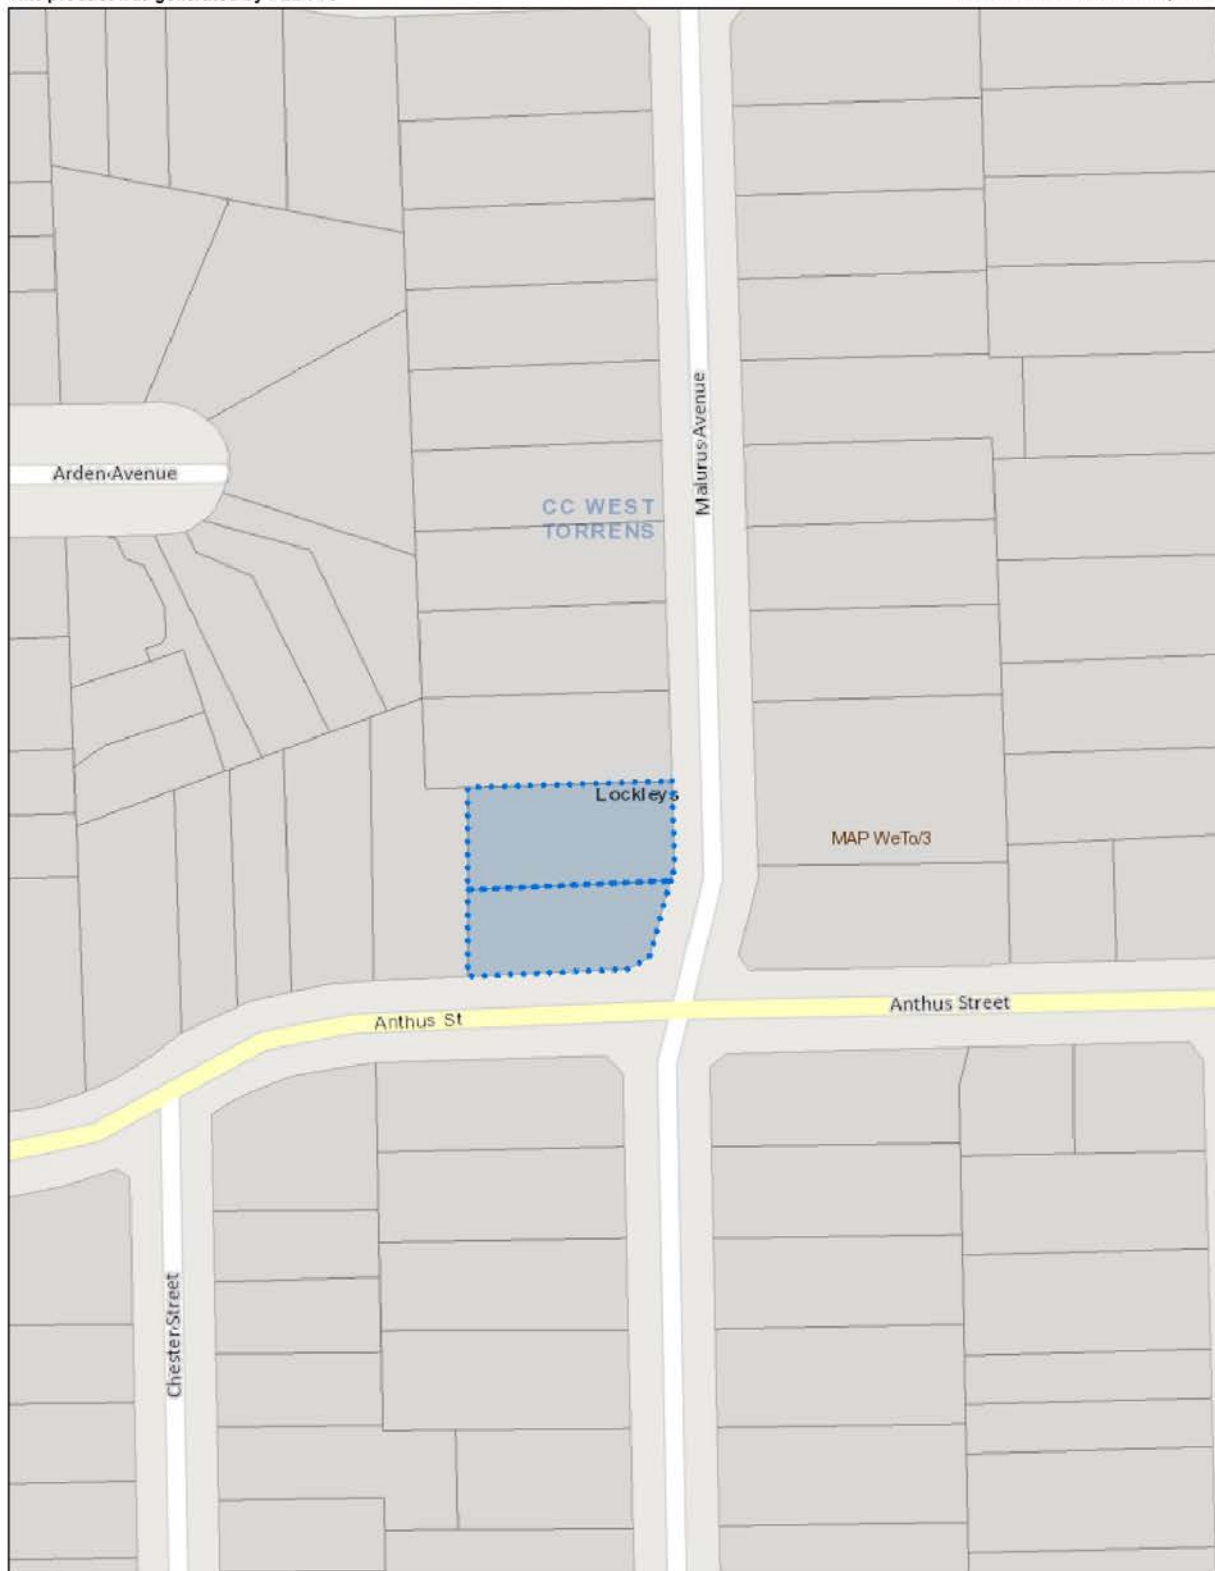 Malurus Avenue
Arden Avenue
CC WEST
TORRENS
Lockleys
MAP WeTo/3
Anthus St
Anthus Street
Chester Street